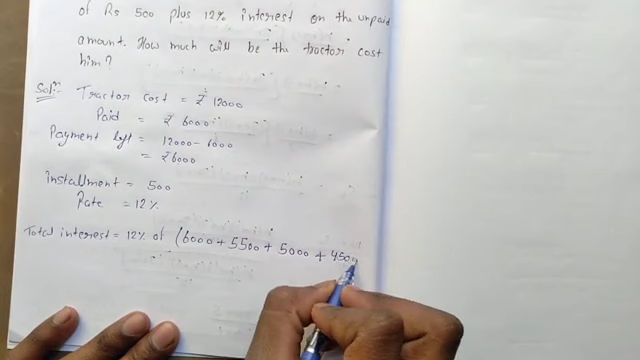 of Rs 500 plus 12% interest on the unpaid
amount. How much will be the tractor cost
him?
Solⁿ:- Tractor cost = ₹ 12000
Paid = ₹ 6000
Payment left = 12000 - 6000
= ₹ 6000
installment = 500
Rate = 12%
Total interest = 12% of (6000 + 5500 + 5000 + 4500